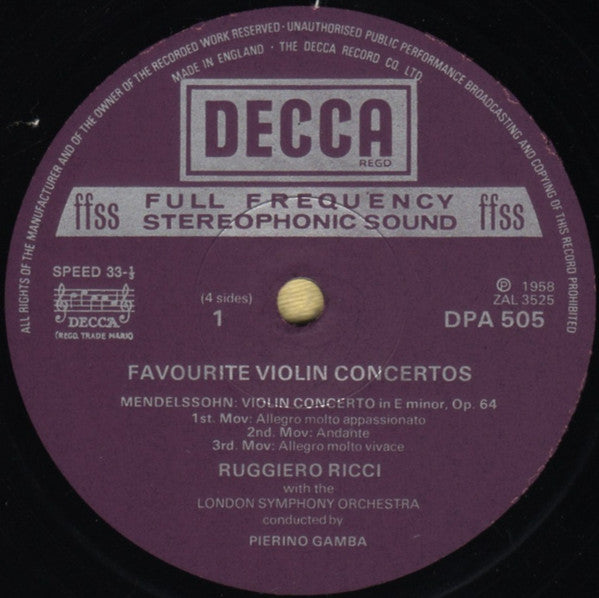 ALL RIGHTS OF THE MANUFACTURER AND OF THE OWNER OF THE RECORDED WORK RESERVED · UNAUTHORISED PUBLIC PERFORMANCE BROADCASTING AND COPYING OF THIS RECORD PROHIBITED
MADE IN ENGLAND · THE DECCA RECORD CO. LTD
DECCA
REGD
ffss FULL FREQUENCY ffss
STEREOPHONIC SOUND
SPEED 33-⅓
DECCA
(REGD. TRADE MARK)
(4 sides)
1
Ⓟ 1958
ZAL 3525
DPA 505
FAVOURITE VIOLIN CONCERTOS
MENDELSSOHN: VIOLIN CONCERTO in E minor, Op. 64
1st. Mov: Allegro molto appassionato
2nd. Mov: Andante
3rd. Mov: Allegro molto vivace
RUGGIERO RICCI
with the
LONDON SYMPHONY ORCHESTRA
conducted by
PIERINO GAMBA